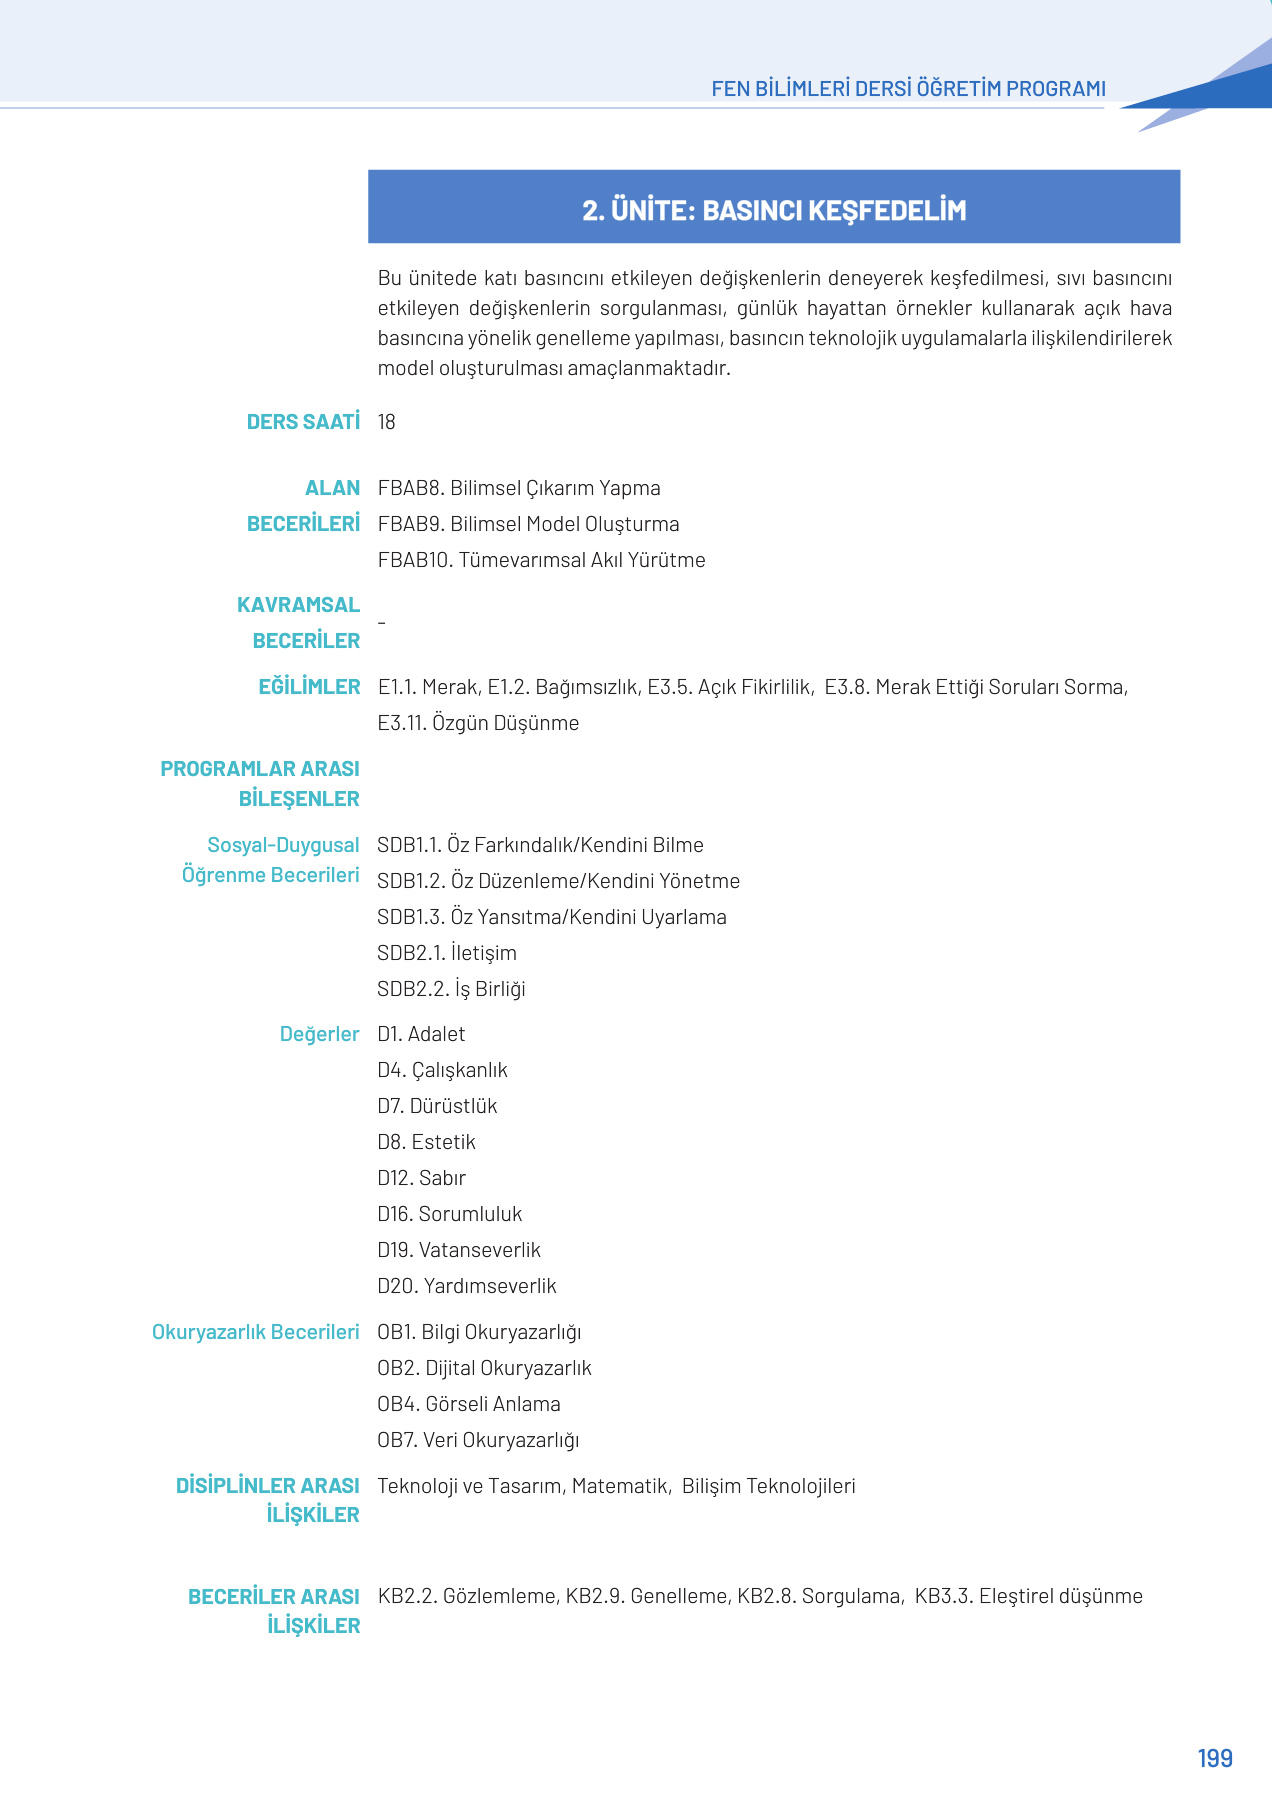 FEN BİLİMLERİ DERSİ ÖĞRETİM PROGRAMI
2. ÜNİTE: BASINCI KEŞFEDELİM
Bu ünitede katı basıncını etkileyen değişkenlerin deneyerek keşfedilmesi, sıvı basıncını
etkileyen değişkenlerin sorgulanması, günlük hayattan örnekler kullanarak açık hava
basıncına yönelik genelleme yapılması, basıncın teknolojik uygulamalarla ilişkilendirilerek
model oluşturulması amaçlanmaktadır.
DERS SAATİ 18
ALAN FBAB8. Bilimsel Çıkarım Yapma
BECERİLERİ FBAB9. Bilimsel Model Oluşturma
FBAB10. Tümevarımsal Akıl Yürütme
KAVRAMSAL
-
BECERİLER
EĞİLİMLER E1.1. Merak, E1.2. Bağımsızlık, E3.5. Açık Fikirlilik, E3.8. Merak Ettiği Soruları Sorma,
E3.11. Özgün Düşünme
PROGRAMLAR ARASI
BİLEŞENLER
Sosyal-Duygusal SDB1.1. Öz Farkındalık/Kendini Bilme
Öğrenme Becerileri SDB1.2. Öz Düzenleme/Kendini Yönetme
SDB1.3. Öz Yansıtma/Kendini Uyarlama
SDB2.1. İletişim
SDB2.2. İş Birliği
Değerler D1. Adalet
D4. Çalışkanlık
D7. Dürüstlük
D8. Estetik
D12. Sabır
D16. Sorumluluk
D19. Vatanseverlik
D20. Yardımseverlik
Okuryazarlık Becerileri OB1. Bilgi Okuryazarlığı
OB2. Dijital Okuryazarlık
OB4. Görseli Anlama
OB7. Veri Okuryazarlığı
DİSİPLİNLER ARASI Teknoloji ve Tasarım, Matematik, Bilişim Teknolojileri
İLİŞKİLER
BECERİLER ARASI KB2.2. Gözlemleme, KB2.9. Genelleme, KB2.8. Sorgulama, KB3.3. Eleştirel düşünme
İLİŞKİLER
199